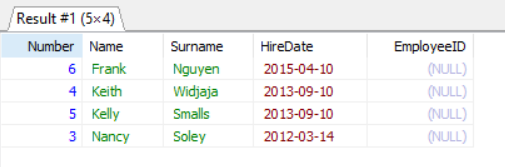 Result #1 (5×4)
Number Name Surname HireDate EmployeeID
6 Frank Nguyen 2015-04-10 (NULL)
4 Keith Widjaja 2013-09-10 (NULL)
5 Kelly Smalls 2013-09-10 (NULL)
3 Nancy Soley 2012-03-14 (NULL)